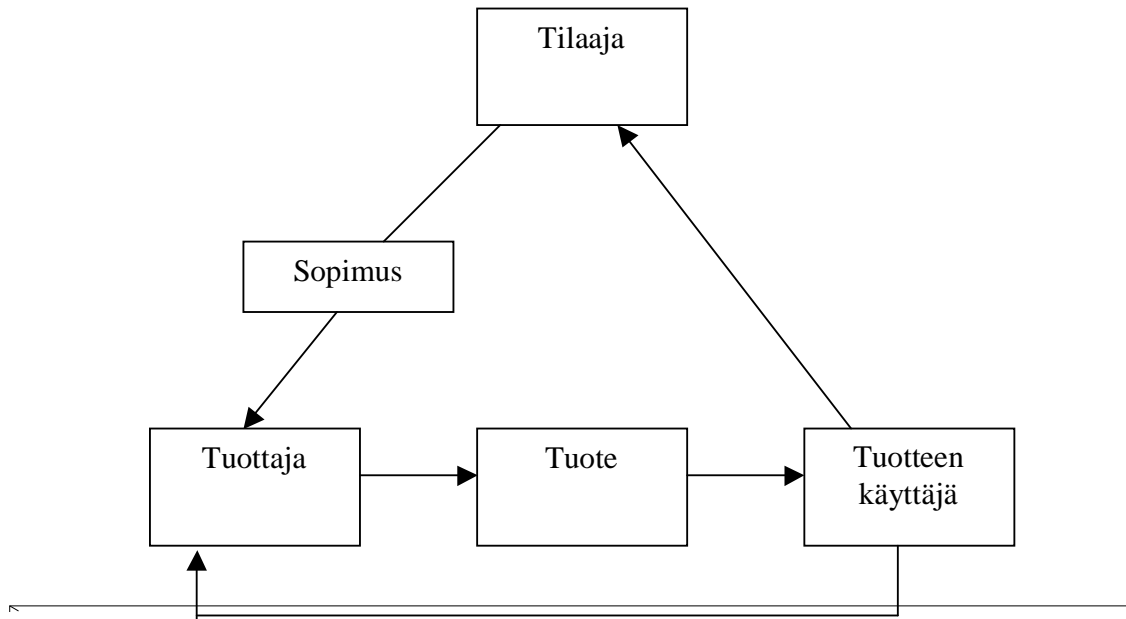 Tilaaja
Sopimus
Tuottaja
Tuote
Tuotteen
käyttäjä